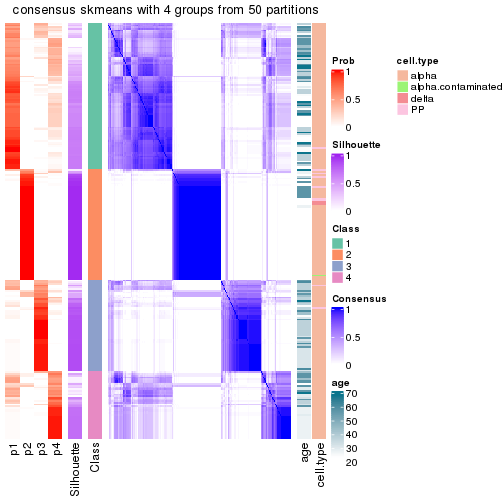 consensus skmeans with 4 groups from 50 partitions
Prob
1
0.5
0
Silhouette
1
0.5
0
Class
1
2
3
4
Consensus
1
0.5
0
age
70
60
50
40
30
20
cell.type
alpha
alpha.contaminated
delta
PP
p1
p2
p3
p4
Silhouette
Class
age
cell.type